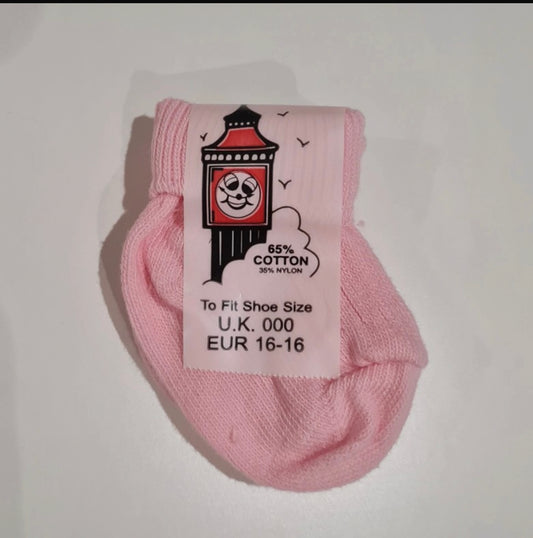 65%
COTTON
35% NYLON
To Fit Shoe Size
U.K. 000
EUR 16-16